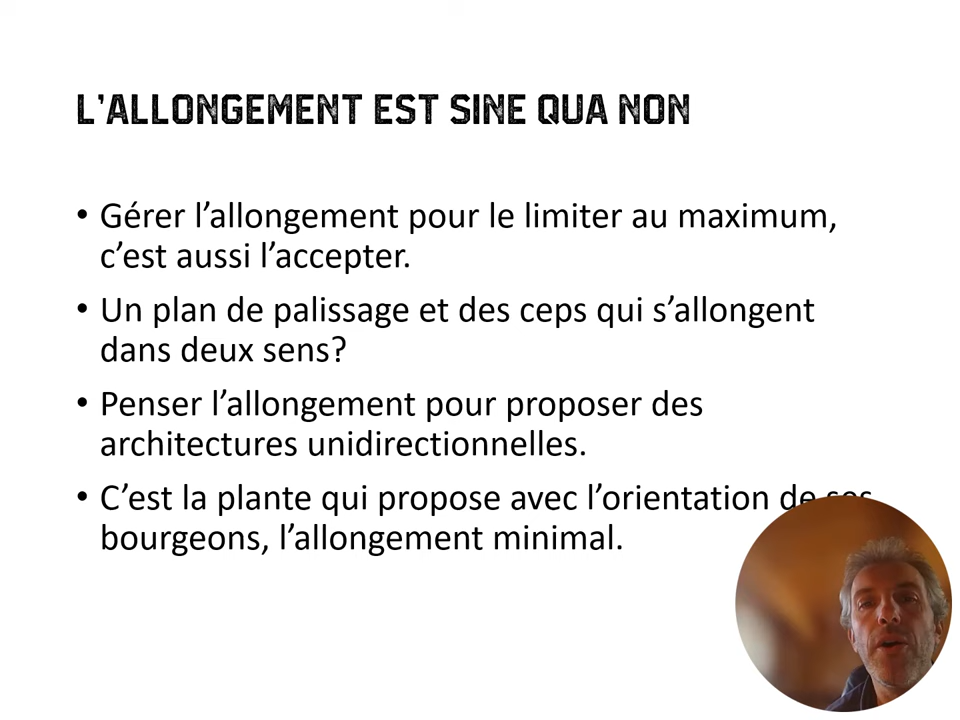 L'ALLONGEMENT EST SINE QUA NON
• Gérer l'allongement pour le limiter au maximum,
c'est aussi l'accepter.
• Un plan de palissage et des ceps qui s'allongent
dans deux sens?
• Penser l'allongement pour proposer des
architectures unidirectionnelles.
• C'est la plante qui propose avec l'orientation de ses
bourgeons, l'allongement minimal.